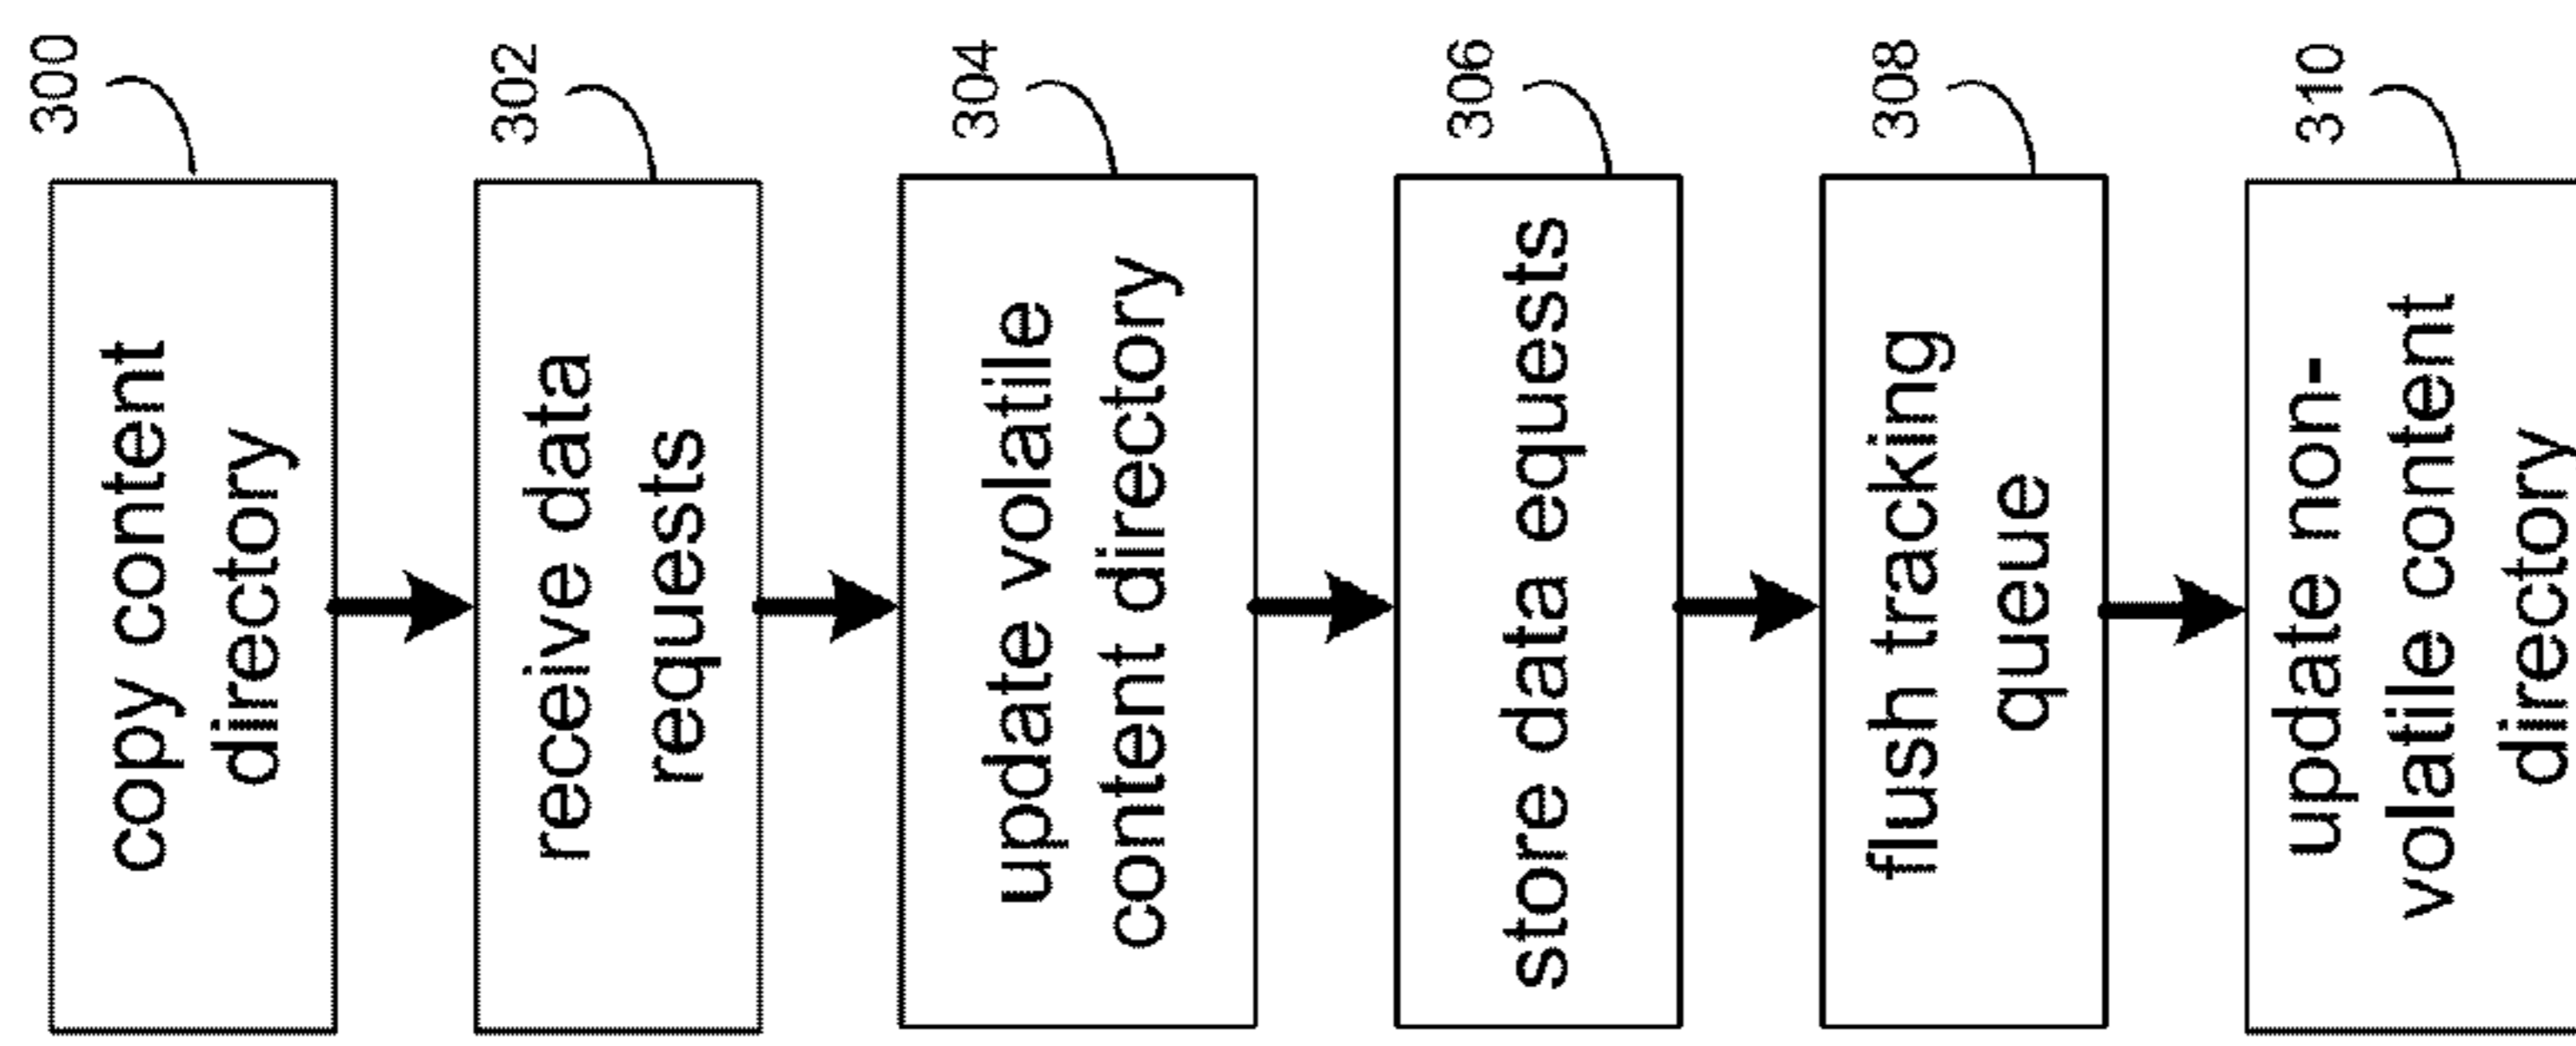 300
copy content
directory
302
receive data
requests
304
update volatile
content directory
306
store data equests
308
flush tracking
queue
310
update non-
volatile content
directory